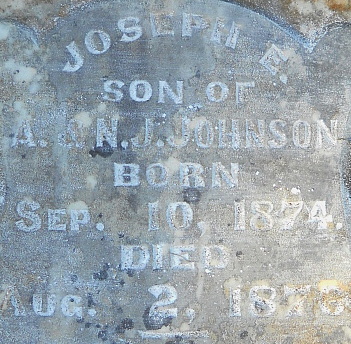 JOSEPH E.
SON OF
A. & N. J. JOHNSON
BORN
SEP. 10, 1874.
DIED
AUG. 2,